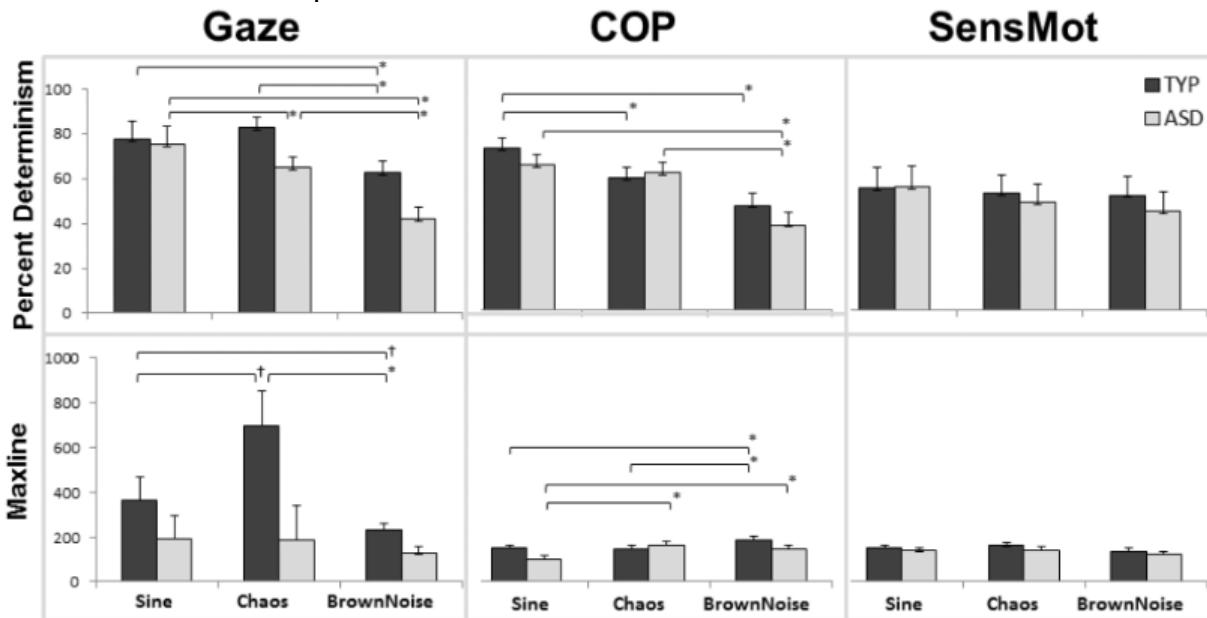 Gaze COP SensMot
Percent Determinism
100
80
60
40
20
0
* * * * *
* * * *
TYP
ASD
Maxline
1000
800
600
400
200
0
† † *
* * * *
Sine Chaos BrownNoise
Sine Chaos BrownNoise
Sine Chaos BrownNoise